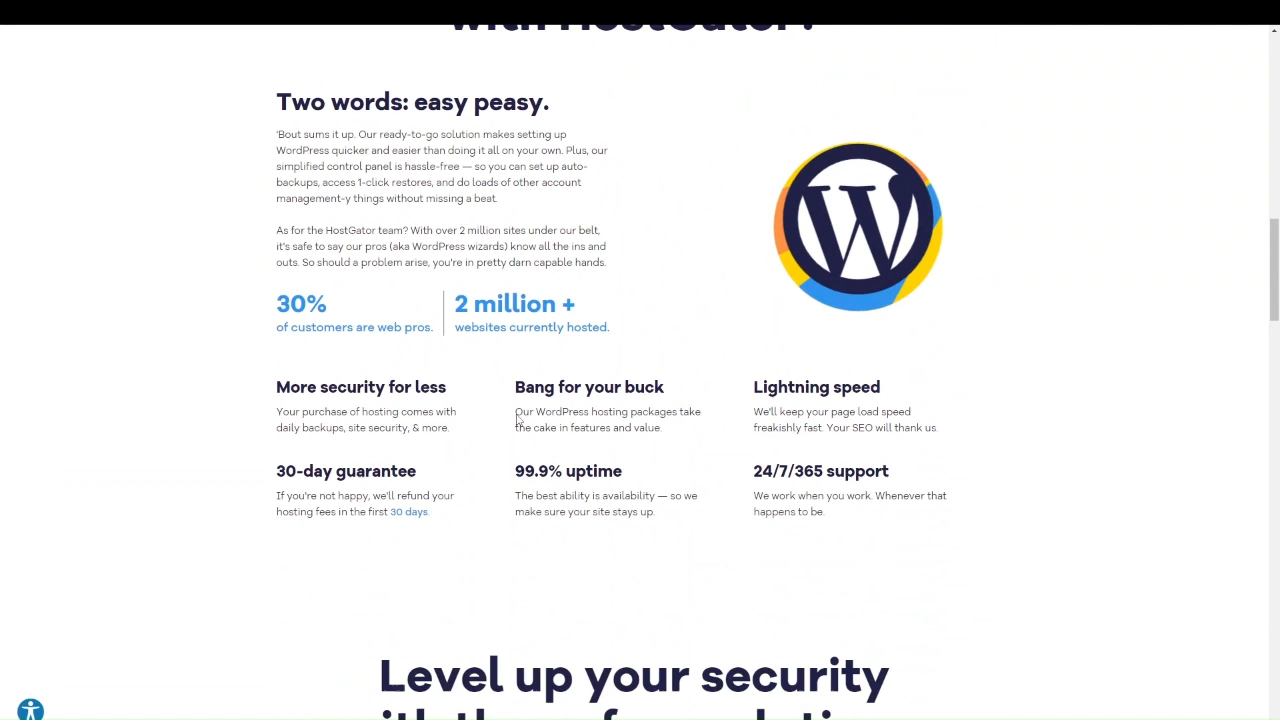 with HostGator?
Two words: easy peasy.
'Bout sums it up. Our ready-to-go solution makes setting up
WordPress quicker and easier than doing it all on your own. Plus, our
simplified control panel is hassle-free — so you can set up auto-
backups, access 1-click restores, and do loads of other account
management-y things without missing a beat.
As for the HostGator team? With over 2 million sites under our belt,
it's safe to say our pros (aka WordPress wizards) know all the ins and
outs. So should a problem arise, you're in pretty darn capable hands.
30%
of customers are web pros.
2 million +
websites currently hosted.
More security for less
Your purchase of hosting comes with
daily backups, site security, & more.
Bang for your buck
Our WordPress hosting packages take
the cake in features and value.
Lightning speed
We'll keep your page load speed
freakishly fast. Your SEO will thank us.
30-day guarantee
If you're not happy, we'll refund your
hosting fees in the first 30 days.
99.9% uptime
The best ability is availability — so we
make sure your site stays up.
24/7/365 support
We work when you work. Whenever that
happens to be.
Level up your security